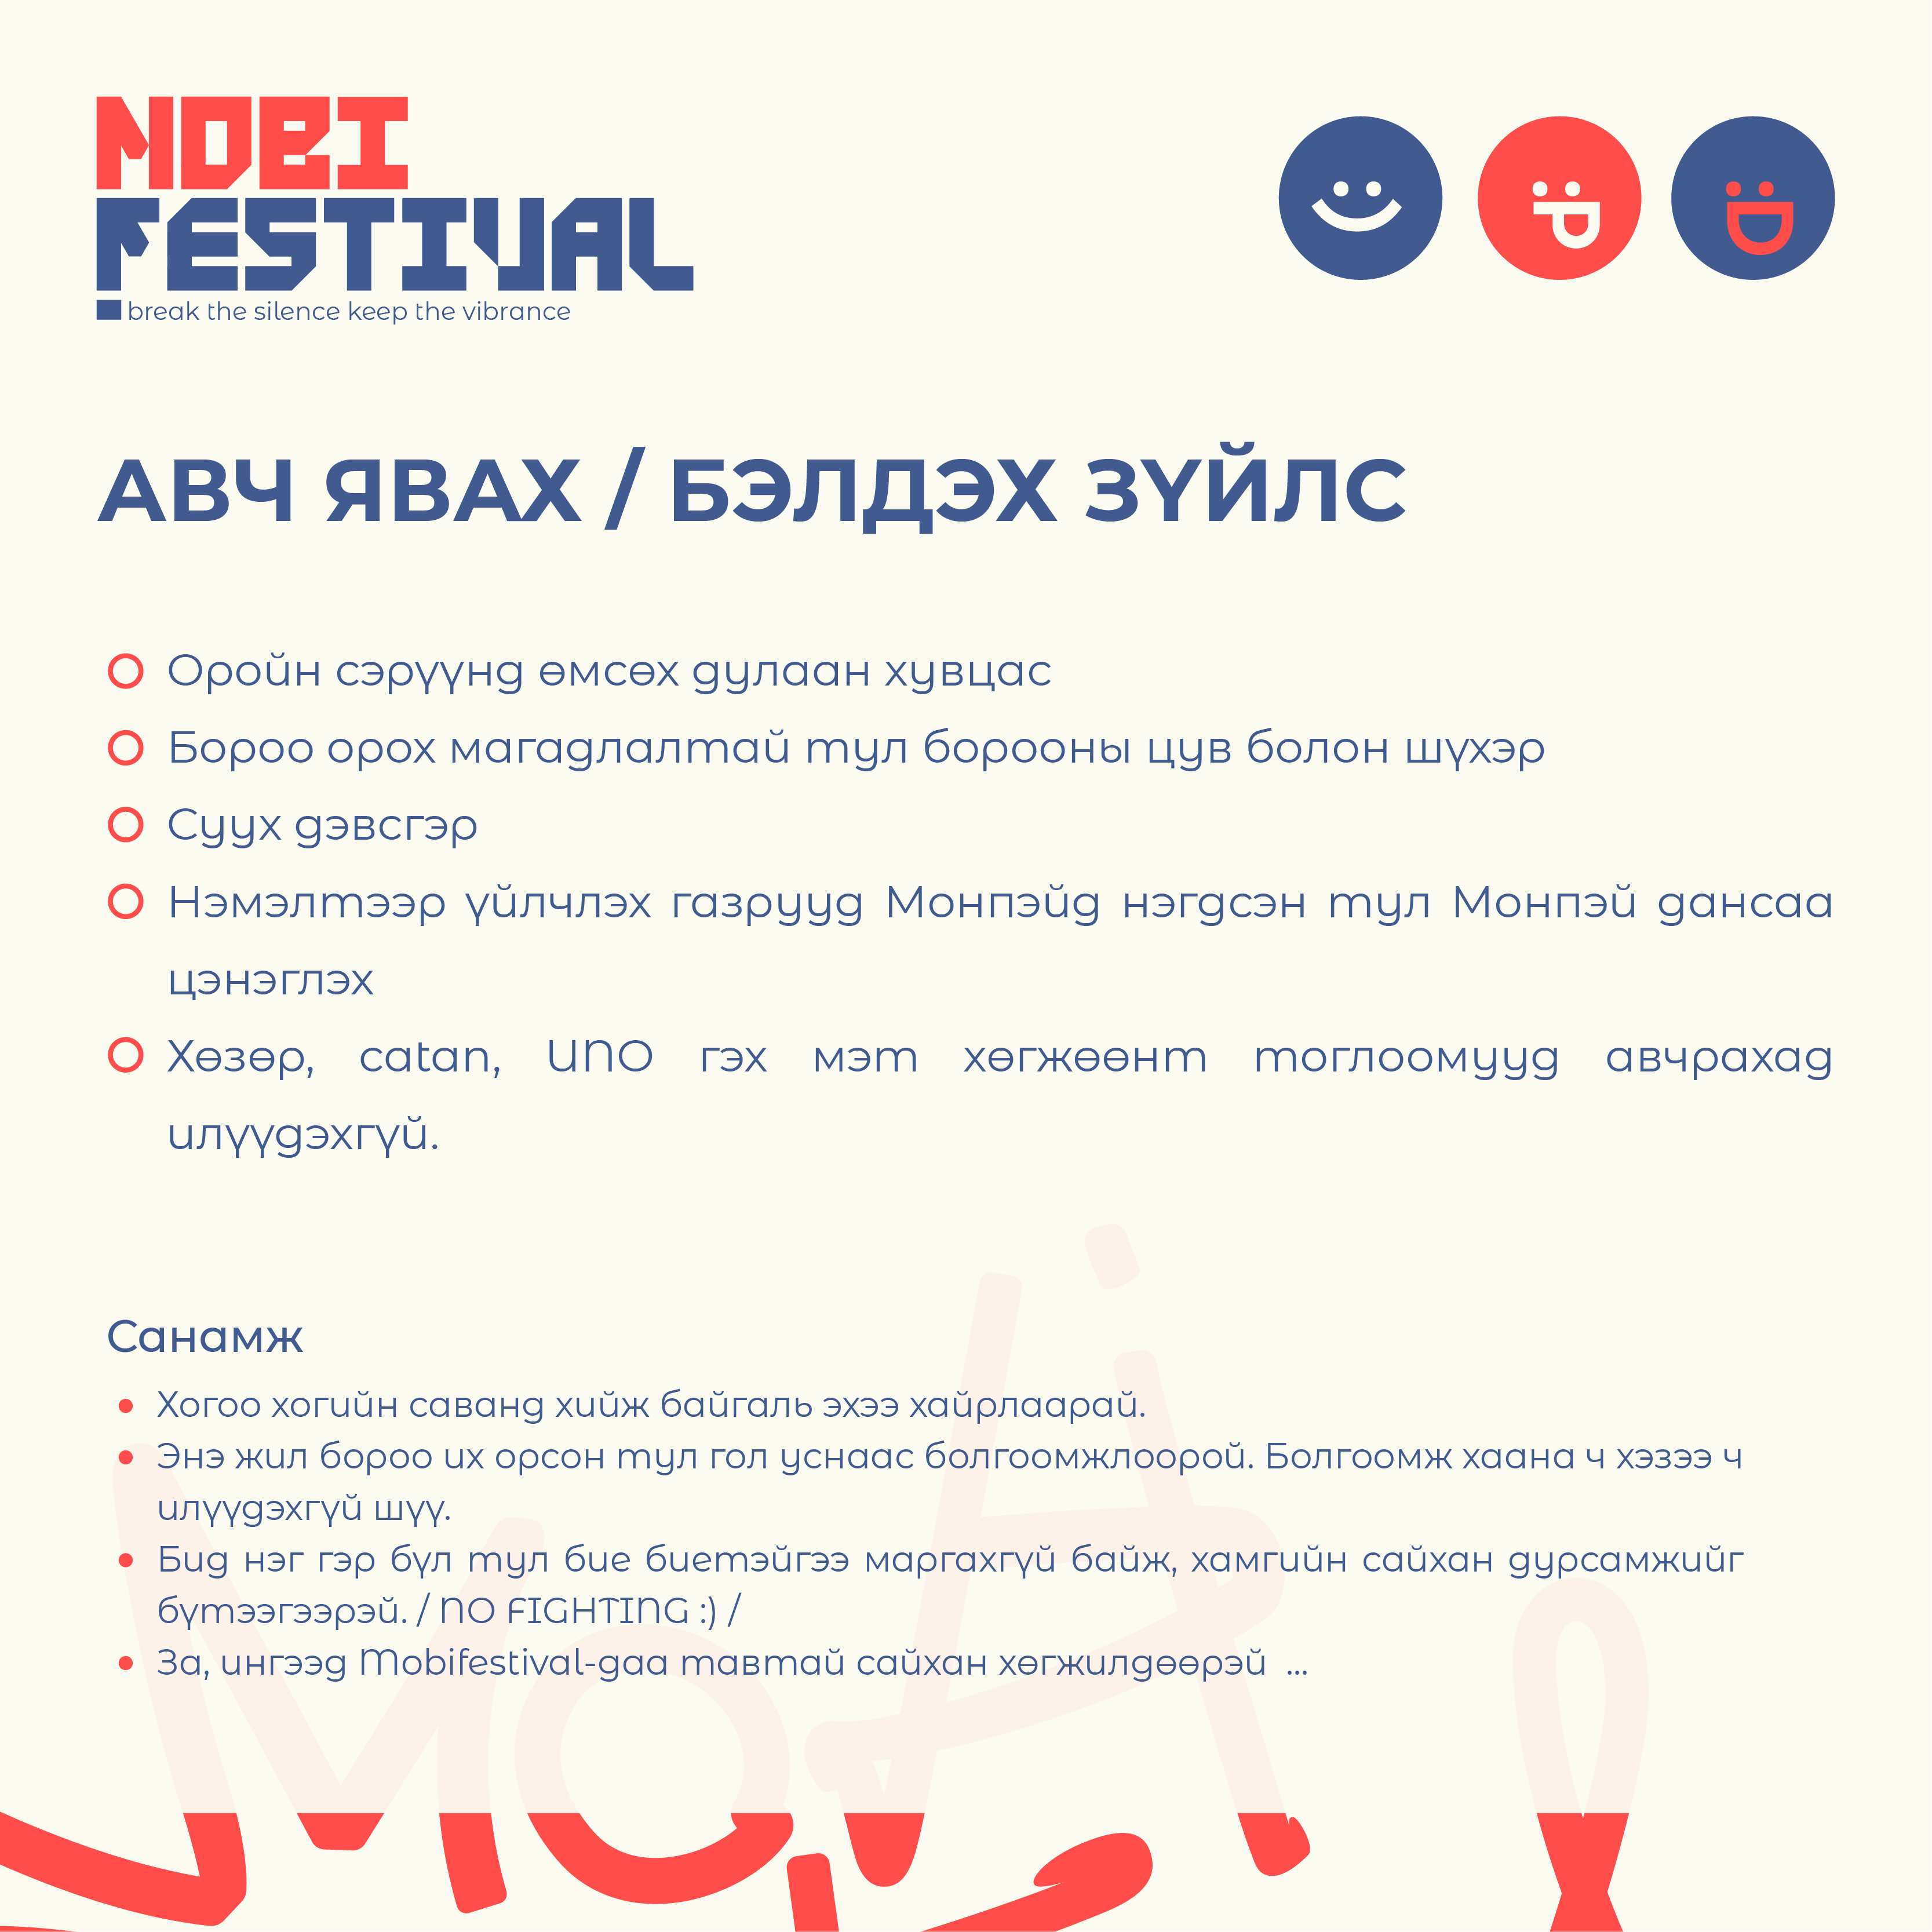 MOBI
FESTIVAL
break the silence keep the vibrance
АВЧ ЯВАХ / БЭЛДЭХ ЗҮЙЛС
Оройн сэрүүнд өмсөх дулаан хувцас
Бороо орох магадлалтай тул борооны цув болон шүхэр
Суух дэвсгэр
Нэмэлтээр үйлчлэх газрууд Монпэйд нэгдсэн тул Монпэй дансаа
цэнэглэх
Хөзөр, catan, UNO гэх мэт хөгжөөнт тоглоомууд авчрахад
илүүдэхгүй.
Санамж
Хогоо хогийн саванд хийж байгаль эхээ хайрлаарай.
Энэ жил бороо их орсон тул гол уснаас болгоомжлоорой. Болгоомж хаана ч хэзээ ч
илүүдэхгүй шүү.
Бид нэг гэр бүл тул бие биетэйгээ маргахгүй байж, хамгийн сайхан дурсамжийг
бүтээгээрэй. / NO FIGHTING :) /
За, ингээд Mobifestival-даа тавтай сайхан хөгжилдөөрэй ...